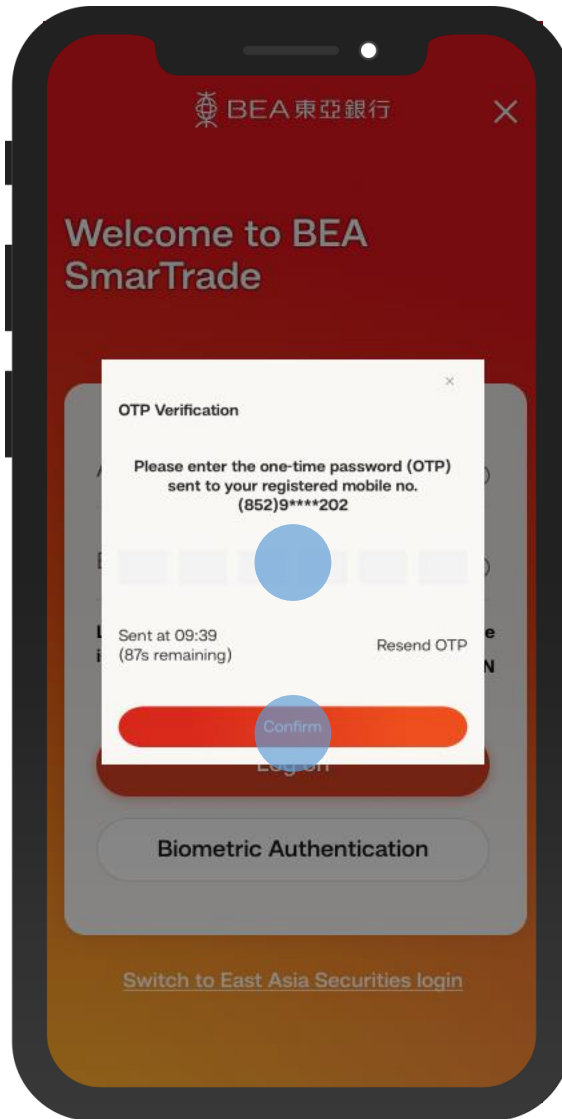 BEA東亞銀行
Welcome to BEA
SmarTrade
OTP Verification
Please enter the one-time password (OTP)
sent to your registered mobile no.
(852)9****202
Sent at 09:39
(87s remaining)
Resend OTP
Confirm
Log on
Biometric Authentication
Switch to East Asia Securities login